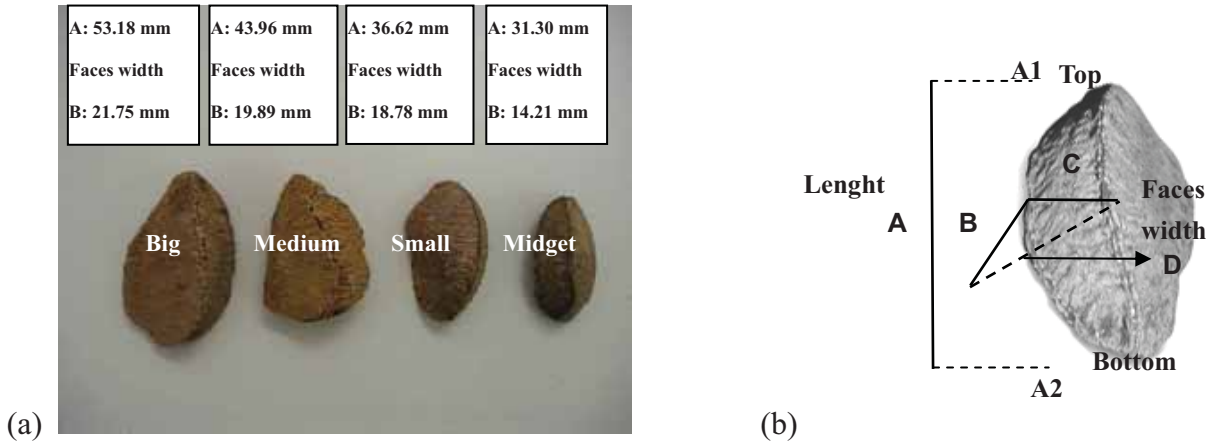 A: 53.18 mm
Faces width
B: 21.75 mm
A: 43.96 mm
Faces width
B: 19.89 mm
A: 36.62 mm
Faces width
B: 18.78 mm
A: 31.30 mm
Faces width
B: 14.21 mm
Big Medium Small Midget
(a)
A1 Top
C
Lenght A B Faces
width
D
Bottom
A2
(b)